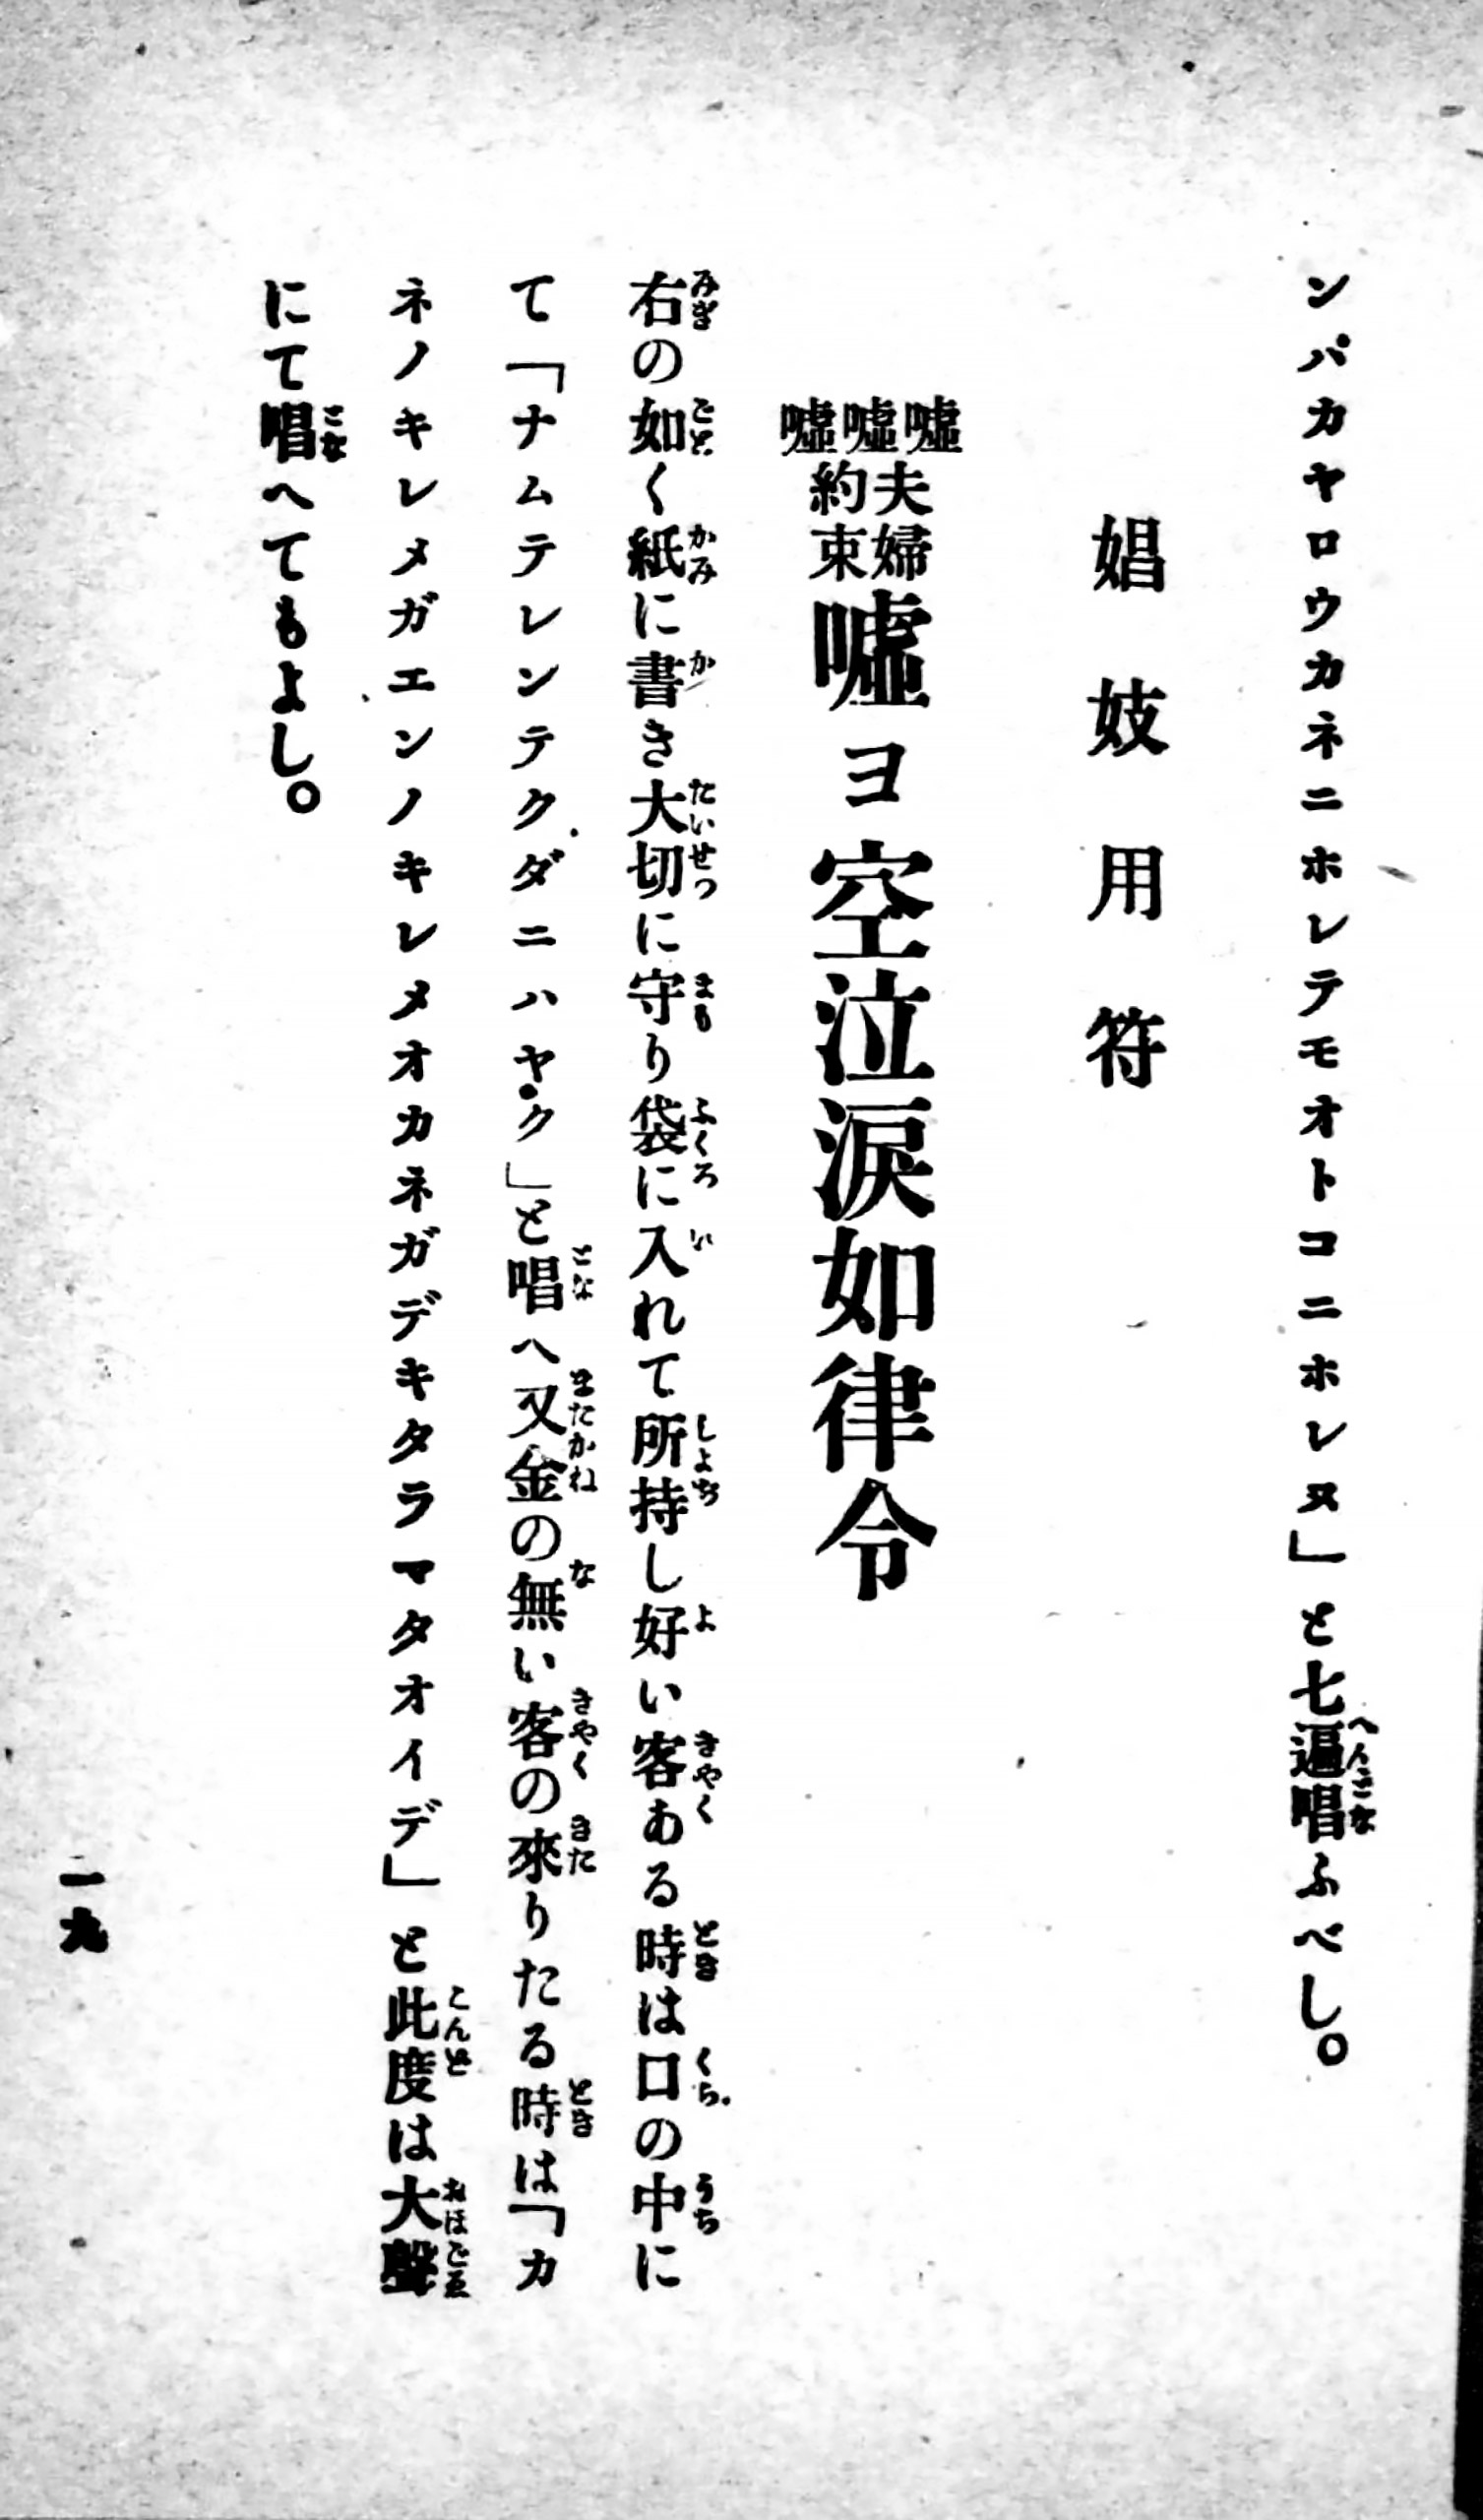 ンパカヤロウカネニホレテモオトコニホレヌ」と七遍唱ふべし。
娼妓用符
噓噓噓
夫婦
約束
噓ヨ空泣涙如律令
右の如く紙に書き大切に守り袋に入れて所持し好い客ある時は口の中に
て「ナムテレンテクダニハヤク」と唱へ又金の無い客の來りたる時は「カ
ネノキレメガエンノキレメオカネガデキタラマタオイデ」と此度は大聲
にて唱へてもよし。
二九